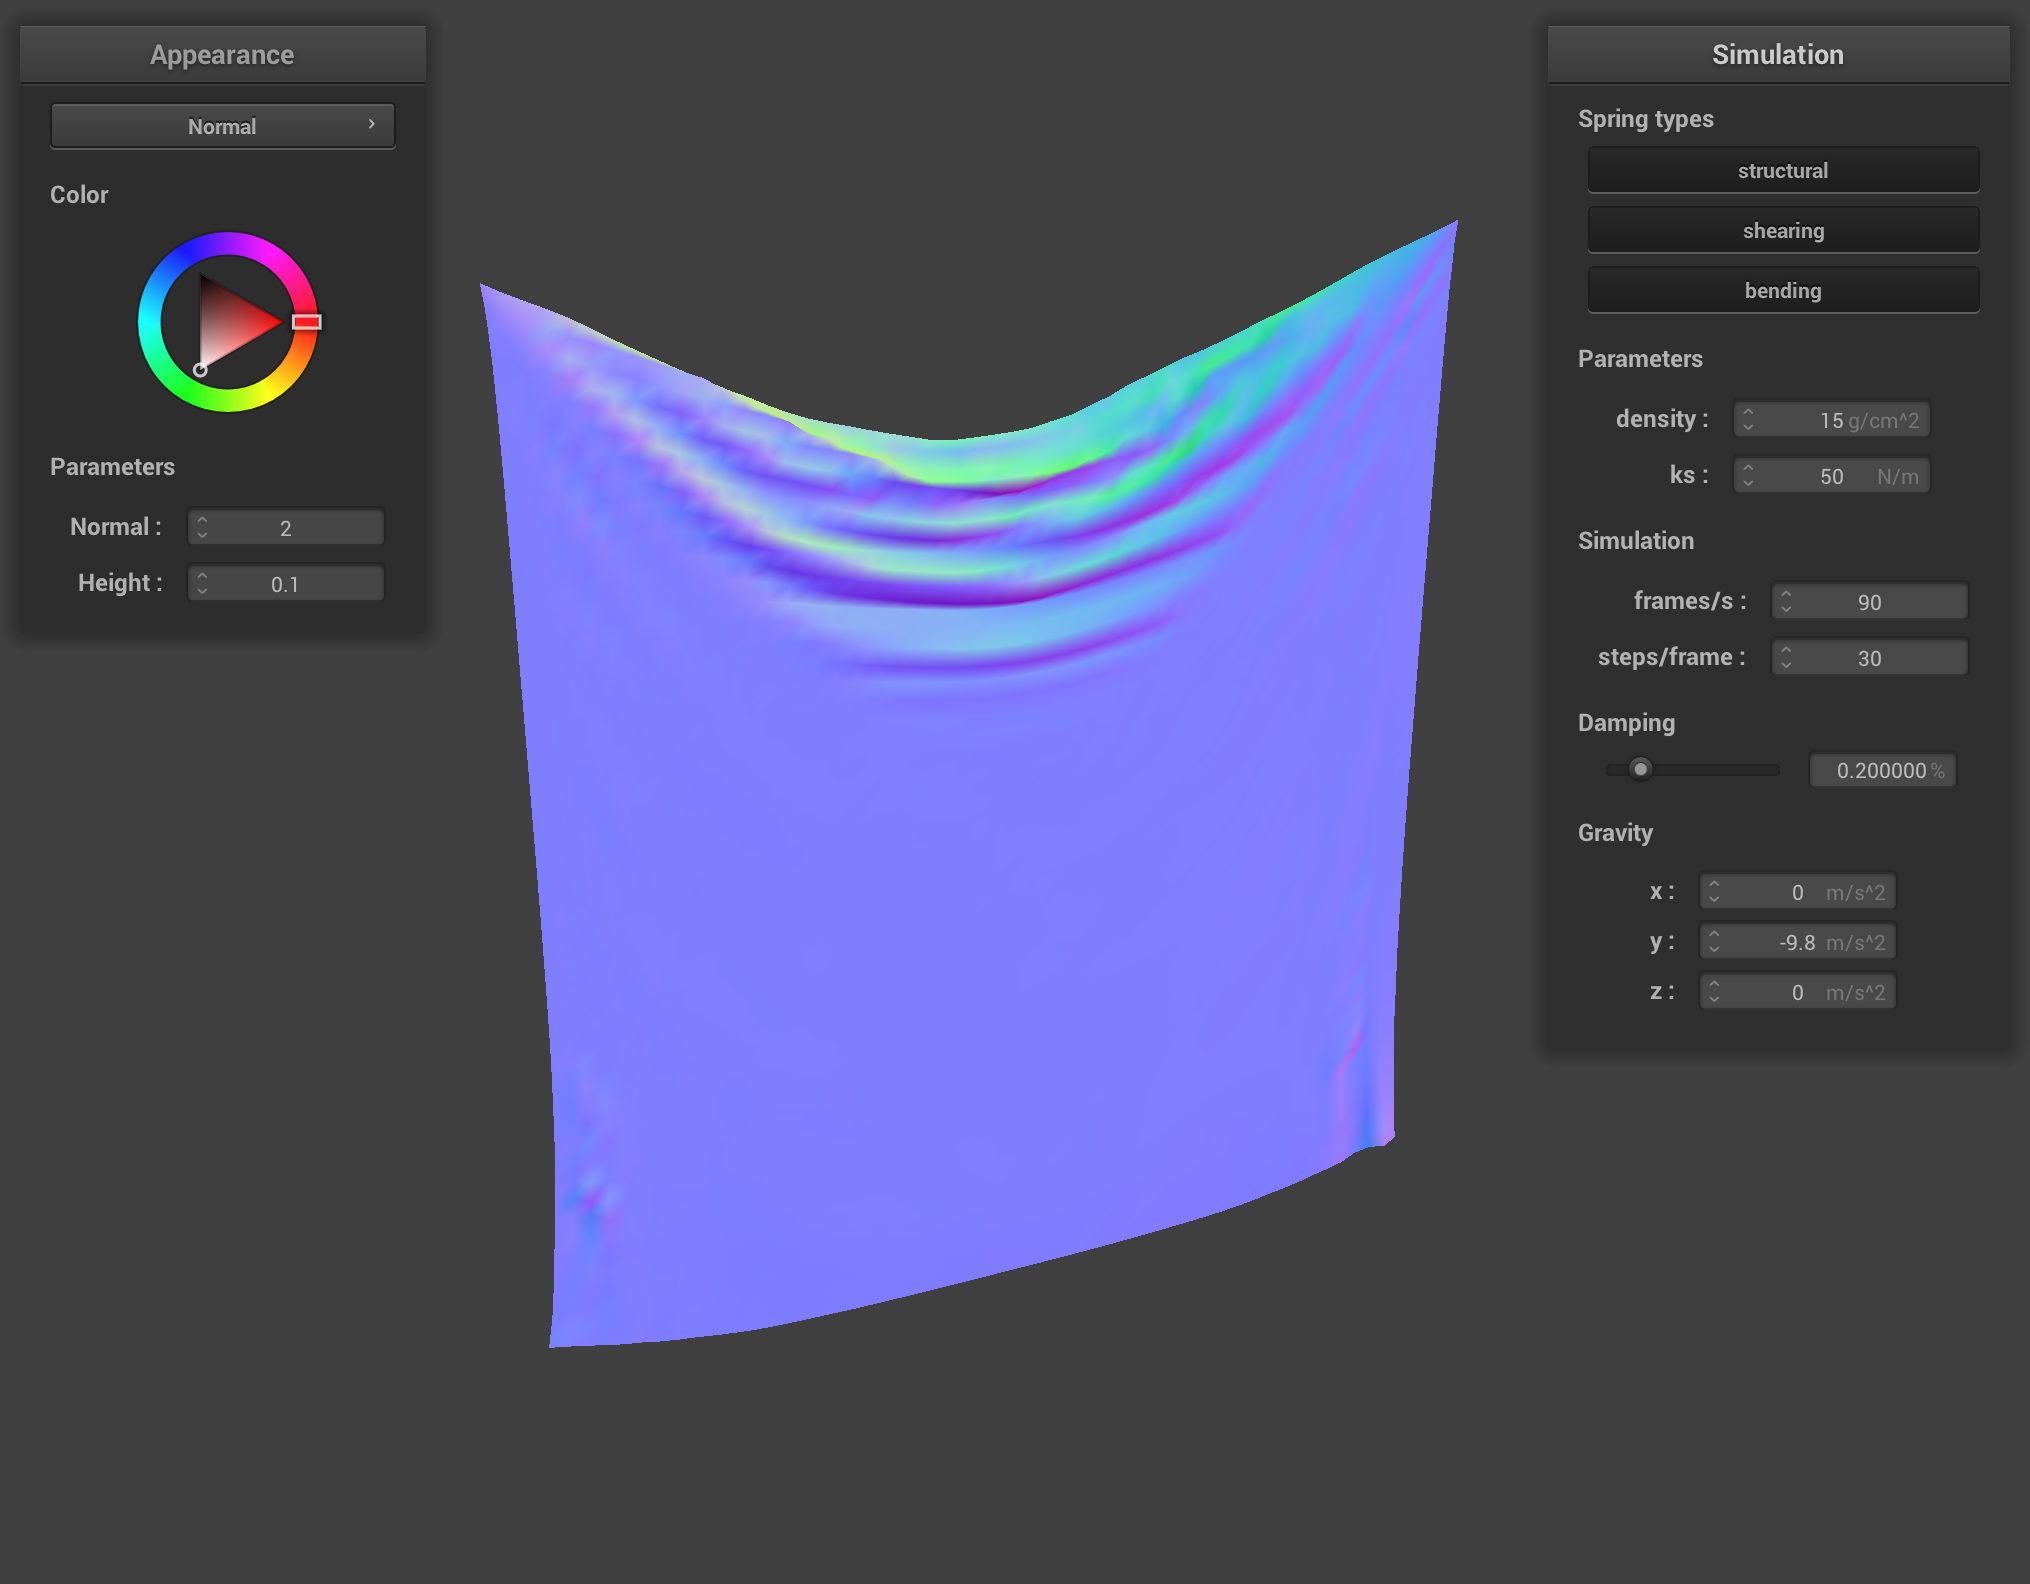 Appearance
Normal
Color
Parameters
Normal : 2
Height : 0.1
Simulation
Spring types
structural
shearing
bending
Parameters
density : 15 g/cm^2
ks : 50 N/m
Simulation
frames/s : 90
steps/frame : 30
Damping
0.200000 %
Gravity
x : 0 m/s^2
y : -9.8 m/s^2
z : 0 m/s^2